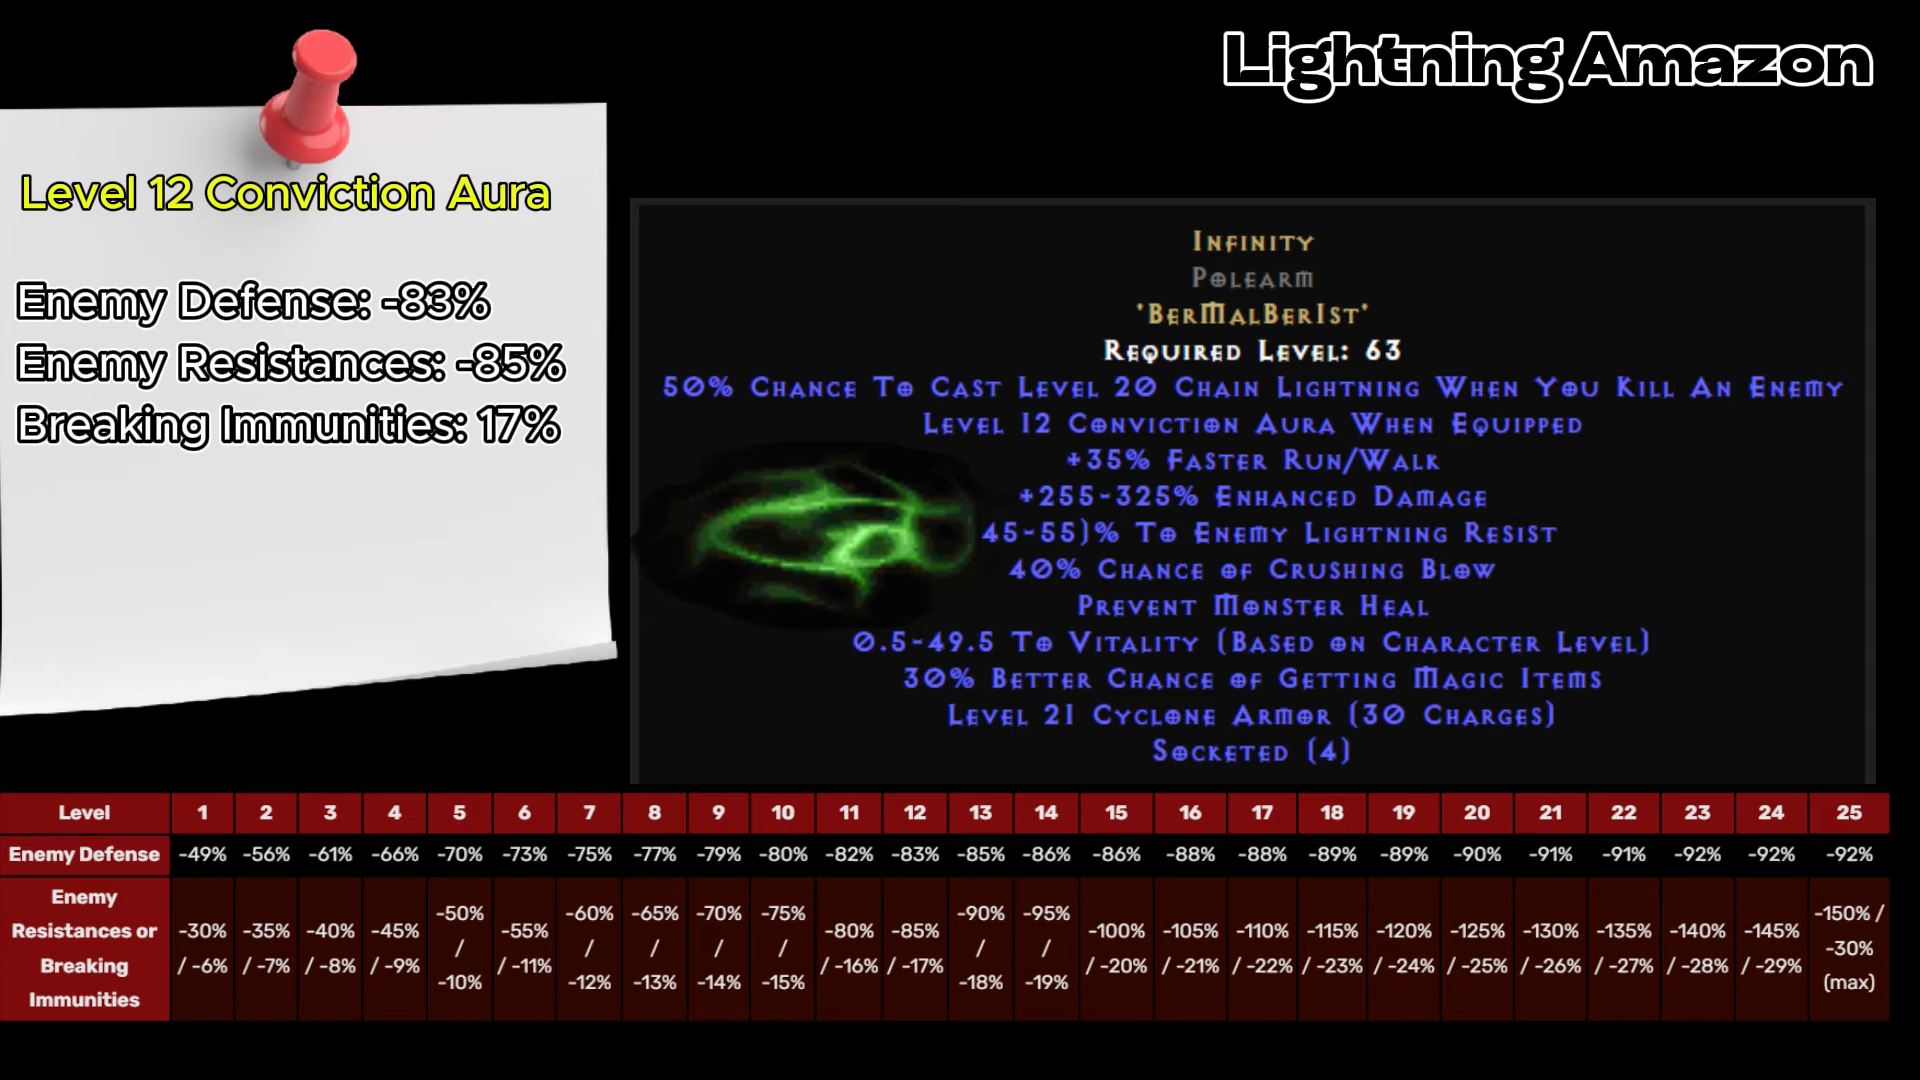 Lightning Amazon
Level 12 Conviction Aura
Enemy Defense: -83%
Enemy Resistances: -85%
Breaking Immunities: 17%
Infinity
Polearm
'BerMalBerIst'
Required Level: 63
50% Chance To Cast Level 20 Chain Lightning When You Kill An Enemy
Level 12 Conviction Aura When Equipped
+35% Faster Run/Walk
+255-325% Enhanced Damage
45-55)% To Enemy Lightning Resist
40% Chance of Crushing Blow
Prevent Monster Heal
0.5-49.5 To Vitality (Based on Character Level)
30% Better Chance of Getting Magic Items
Level 21 Cyclone Armor (30 Charges)
Socketed (4)
Level 1 2 3 4 5 6 7 8 9 10 11 12 13 14 15 16 17 18 19 20 21 22 23 24 25
Enemy Defense -49% -56% -61% -66% -70% -73% -75% -77% -79% -80% -82% -83% -85% -86% -86% -88% -88% -89% -89% -90% -91% -91% -92% -92% -92%
Enemy Resistances or Breaking Immunities -30% / -6% -35% / -7% -40% / -8% -45% / -9% -50% / -10% -55% / -11% -60% / -12% -65% / -13% -70% / -14% -75% / -15% -80% / -16% -85% / -17% -90% / -18% -95% / -19% -100% / -20% -105% / -21% -110% / -22% -115% / -23% -120% / -24% -125% / -25% -130% / -26% -135% / -27% -140% / -28% -145% / -29% -150% / -30% (max)